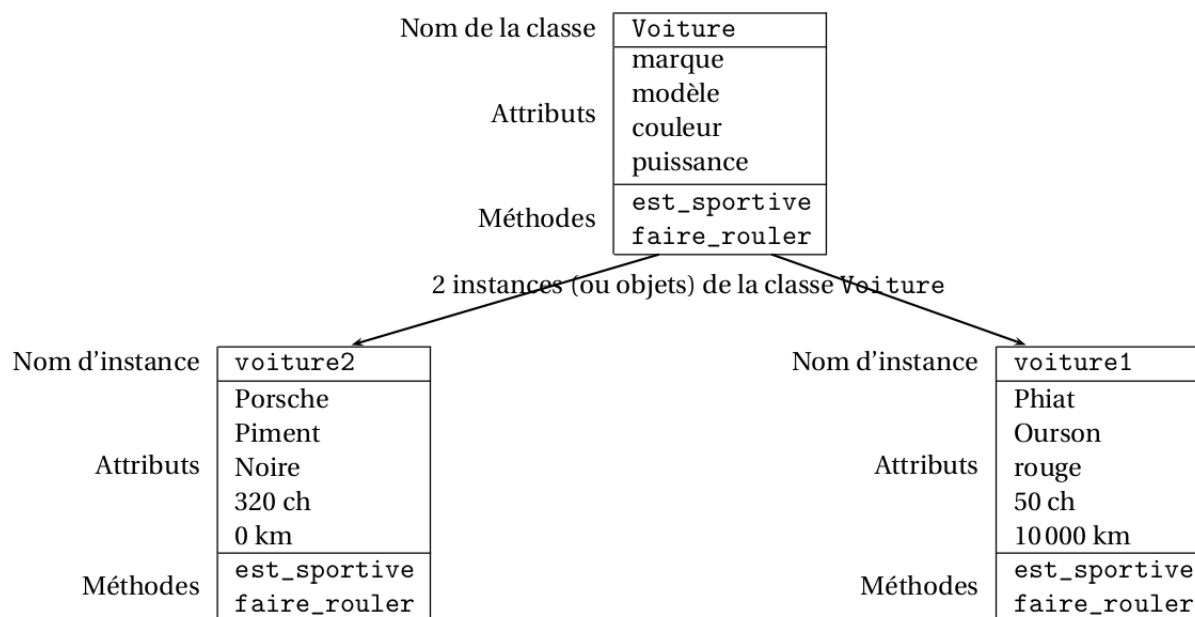 Nom de la classe Voiture
marque
modèle
Attributs
couleur
puissance
est_sportive
Méthodes
faire_rouler
2 instances (ou objets) de la classe Voiture
Nom d'instance voiture2
Porsche
Piment
Attributs Noire
320 ch
0 km
est_sportive
Méthodes
faire_rouler
Nom d'instance voiture1
Phiat
Ourson
Attributs rouge
50 ch
10 000 km
est_sportive
Méthodes
faire_rouler